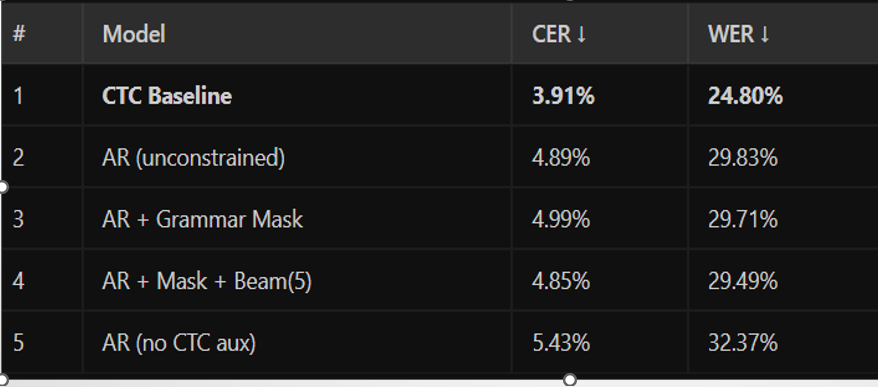 # Model CER ↓ WER ↓
1 CTC Baseline 3.91% 24.80%
2 AR (unconstrained) 4.89% 29.83%
3 AR + Grammar Mask 4.99% 29.71%
4 AR + Mask + Beam(5) 4.85% 29.49%
5 AR (no CTC aux) 5.43% 32.37%